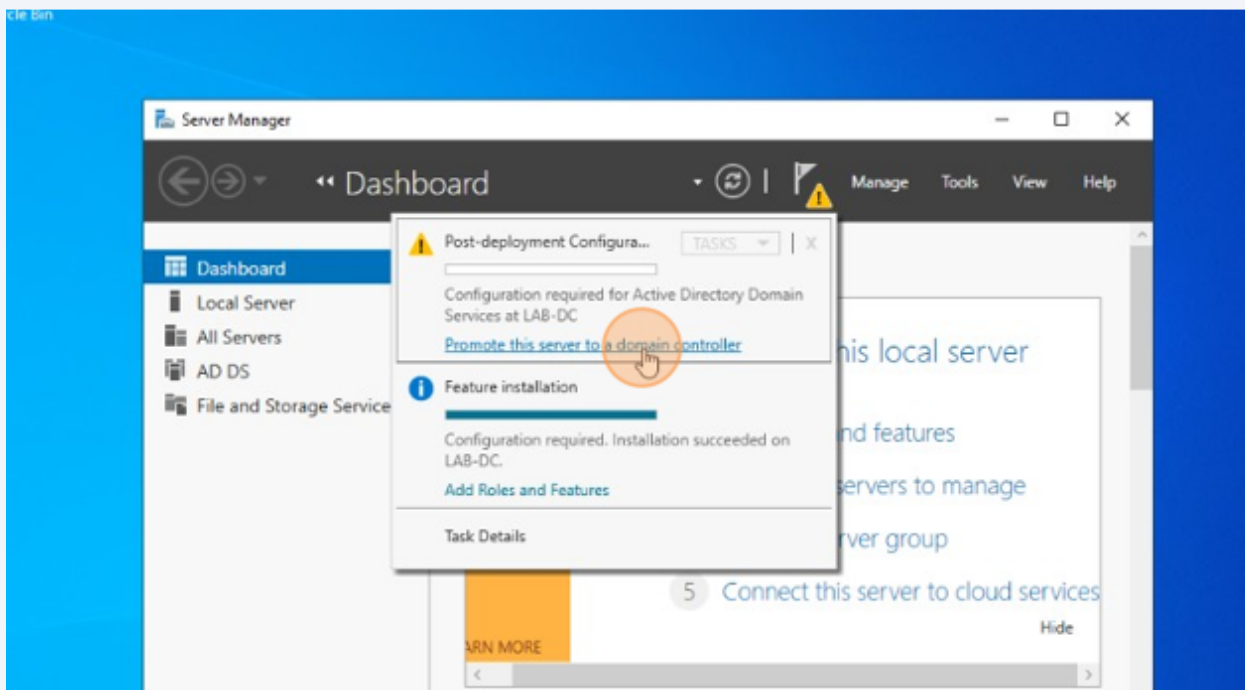 cle Bin
Server Manager
Dashboard
Manage
Tools
View
Help
Post-deployment Configura...
TASKS
X
Configuration required for Active Directory Domain
Services at LAB-DC
Promote this server to a domain controller
Feature installation
Configuration required. Installation succeeded on
LAB-DC.
Add Roles and Features
Task Details
Dashboard
Local Server
All Servers
AD DS
File and Storage Service
his local server
nd features
servers to manage
rver group
5 Connect this server to cloud services
Hide
ARN MORE